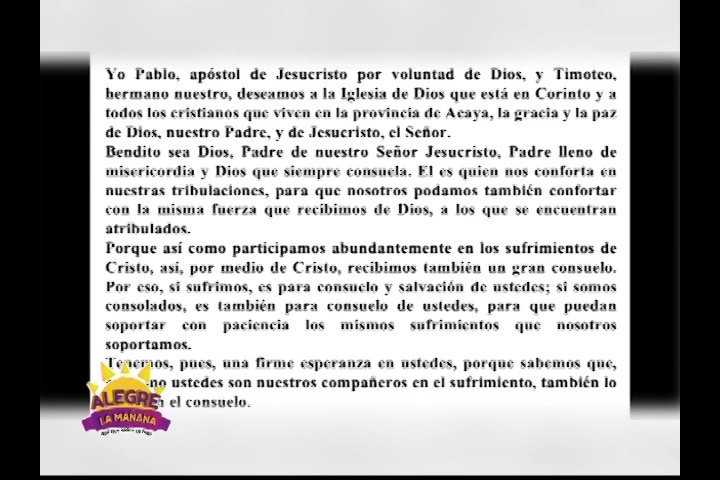 Yo Pablo, apóstol de Jesucristo por voluntad de Dios, y Timoteo,
hermano nuestro, deseamos a la Iglesia de Dios que está en Corinto y a
todos los cristianos que viven en la provincia de Acaya, la gracia y la paz
de Dios, nuestro Padre, y de Jesucristo, el Señor.
Bendito sea Dios, Padre de nuestro Señor Jesucristo, Padre lleno de
misericordia y Dios que siempre consuela. El es quien nos conforta en
nuestras tribulaciones, para que nosotros podamos también confortar
con la misma fuerza que recibimos de Dios, a los que se encuentran
atribulados.
Porque así como participamos abundantemente en los sufrimientos de
Cristo, así, por medio de Cristo, recibimos también un gran consuelo.
Por eso, si sufrimos, es para consuelo y salvación de ustedes; si somos
consolados, es también para consuelo de ustedes, para que puedan
soportar con paciencia los mismos sufrimientos que nosotros
soportamos.
Tenemos, pues, una firme esperanza en ustedes, porque sabemos que,
ustedes son nuestros compañeros en el sufrimiento, también lo
el consuelo.
ALEGRE
LA MAÑANA